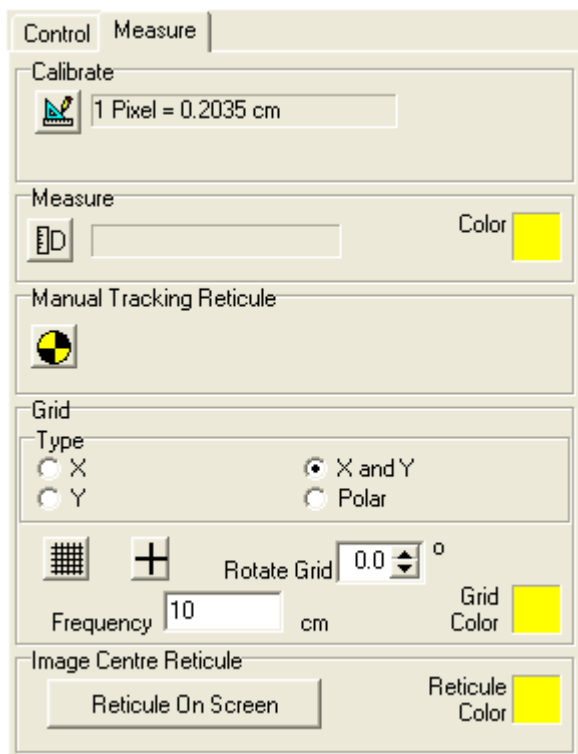 Control Measure
Calibrate
1 Pixel = 0.2035 cm
Measure
Color
Manual Tracking Reticule
Grid
Type
X X and Y
Y Polar
Rotate Grid 0.0 °
Frequency 10 cm
Grid
Color
Image Centre Reticule
Reticule On Screen
Reticule
Color